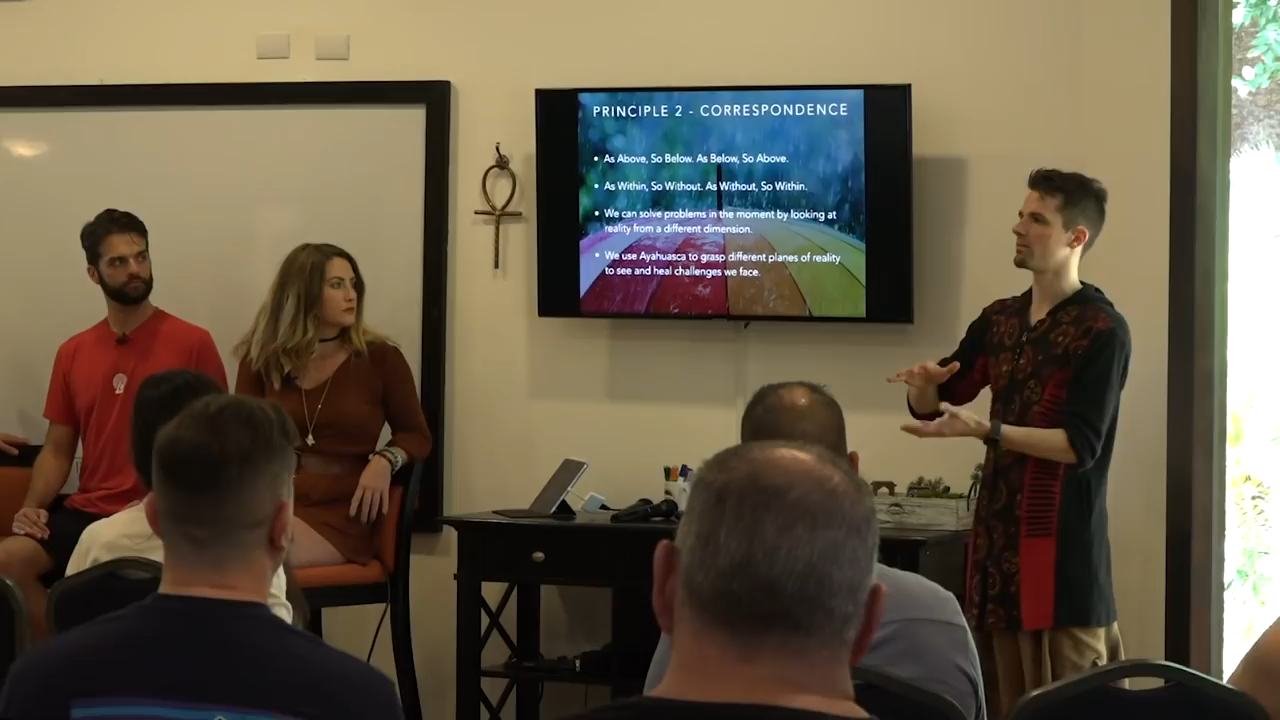 PRINCIPLE 2 - CORRESPONDENCE
• As Above, So Below. As Below, So Above.
• As Within, So Without. As Without, So Within.
• We can solve problems in the moment by looking at
reality from a different dimension.
• We use Ayahuasca to grasp different planes of reality
to see and heal challenges we face.